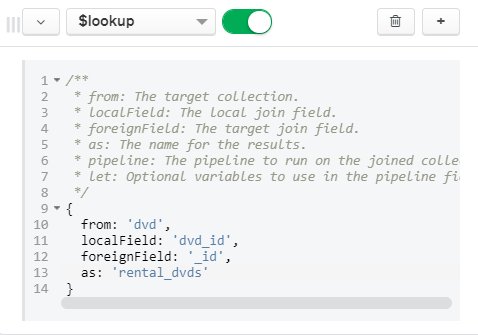 $lookup
1 /**
2  * from: The target collection.
3  * localField: The local join field.
4  * foreignField: The target join field.
5  * as: The name for the results.
6  * pipeline: The pipeline to run on the joined
7  * let: Optional variables to use in the pipeline
8  */
9 {
10   from: 'dvd',
11   localField: 'dvd_id',
12   foreignField: '_id',
13   as: 'rental_dvds'
14 }